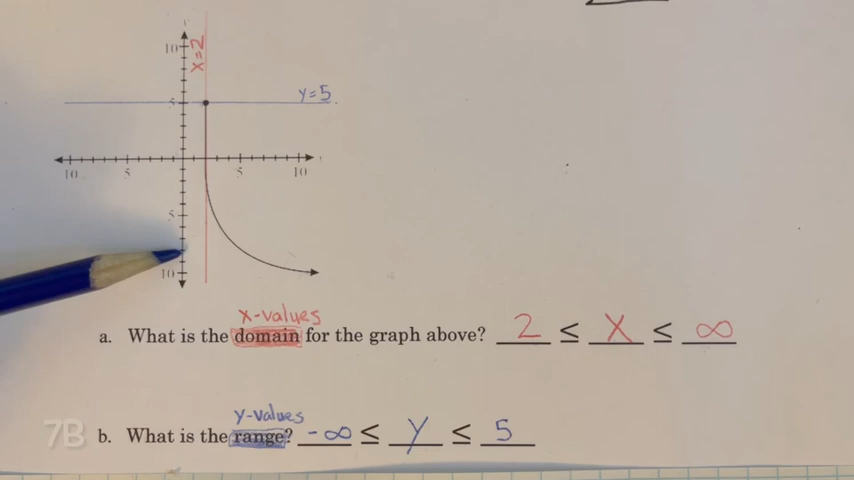 10
x=2
5
y=5
10 5 5 10
5
10
x-values
a. What is the domain for the graph above? 2 ≤ X ≤ ∞
y-values
7B b. What is the range? -∞ ≤ y ≤ 5